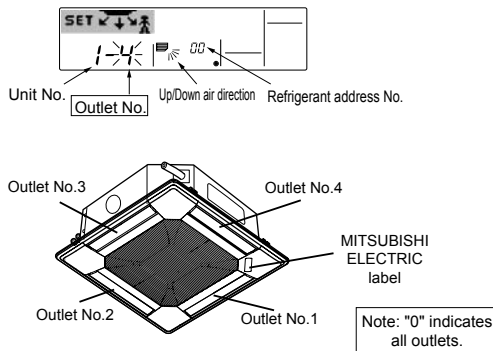 SET
1-4
00
Unit No.
Outlet No.
Up/Down air direction
Refrigerant address No.
Outlet No.3
Outlet No.4
MITSUBISHI
ELECTRIC
label
Outlet No.2
Outlet No.1
Note: "0" indicates
all outlets.